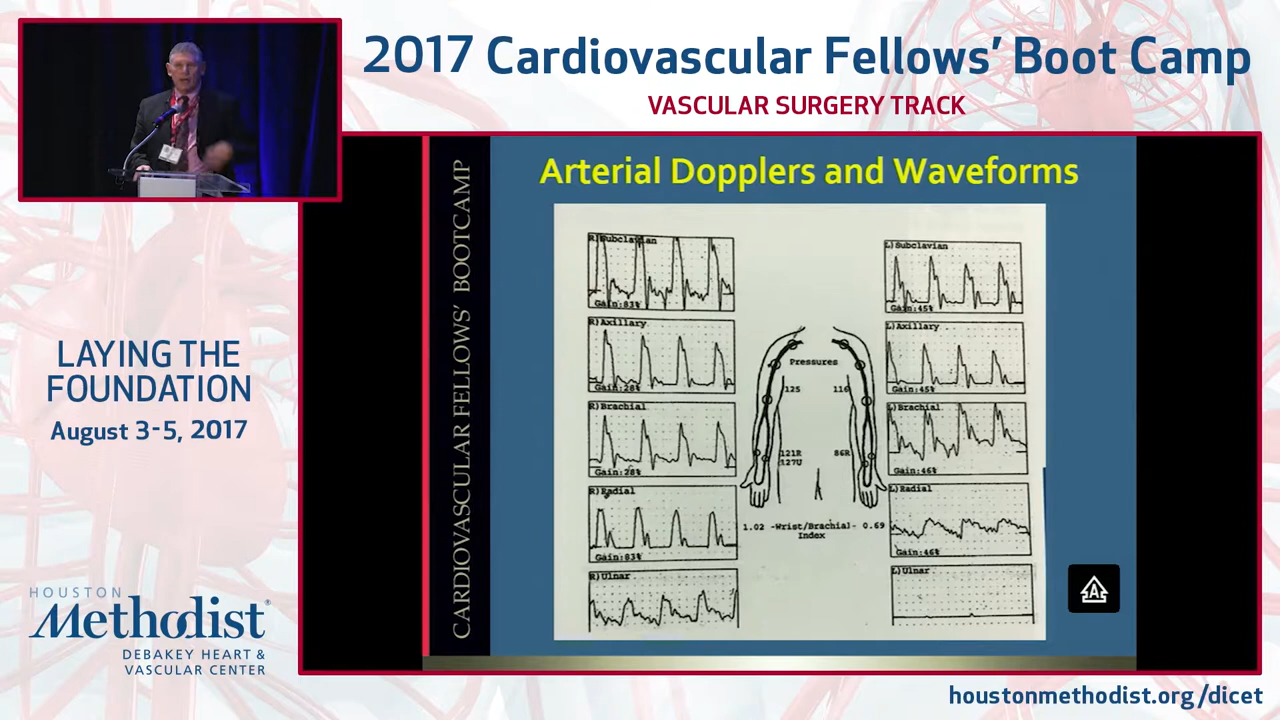 2017 Cardiovascular Fellows' Boot Camp
VASCULAR SURGERY TRACK
LAYING THE
FOUNDATION
August 3-5, 2017
HOUSTON
Methodist®
DEBAKEY HEART &
VASCULAR CENTER
CARDIOVASCULAR FELLOWS' BOOTCAMP
Arterial Dopplers and Waveforms
R)Subclavian
Gain:83%
R)Axillary
Gain:28%
R)Brachial
Gain:28%
R)Radial
Gain:83%
R)Ulnar
Pressures
125 116
121R 86R
127U
1.02 -Wrist/Brachial- 0.69
Index
L)Subclavian
Gain:45%
L)Axillary
Gain:45%
L)Brachial
Gain:46%
L)Radial
Gain:46%
L)Ulnar
A
houstonmethodist.org/dicet